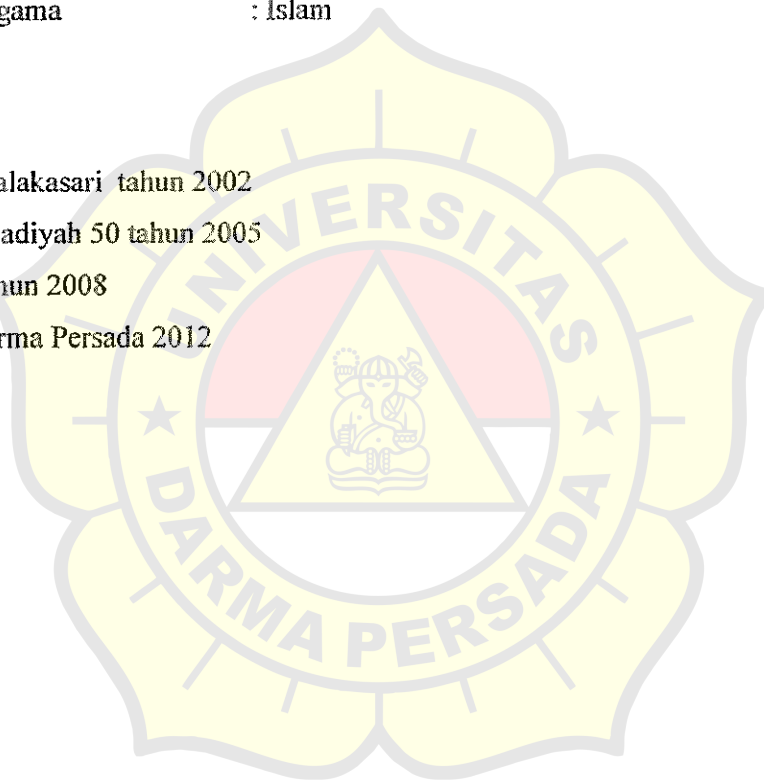 gama : Islam
alakasari tahun 2002
adiyah 50 tahun 2005
hun 2008
rma Persada 2012
UNIVERSITAS
DARMA PERSADA